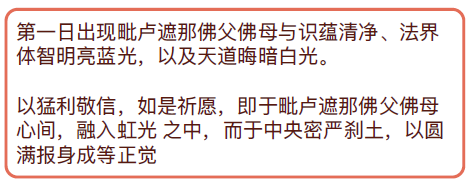 第一日出现毗卢遮那佛父佛母与识蕴清净、法界
体智明亮蓝光，以及天道晦暗白光。
以猛利敬信，如是祈愿，即于毗卢遮那佛父佛母
心间，融入虹光 之中，而于中央密严刹土，以圆
满报身成等正觉